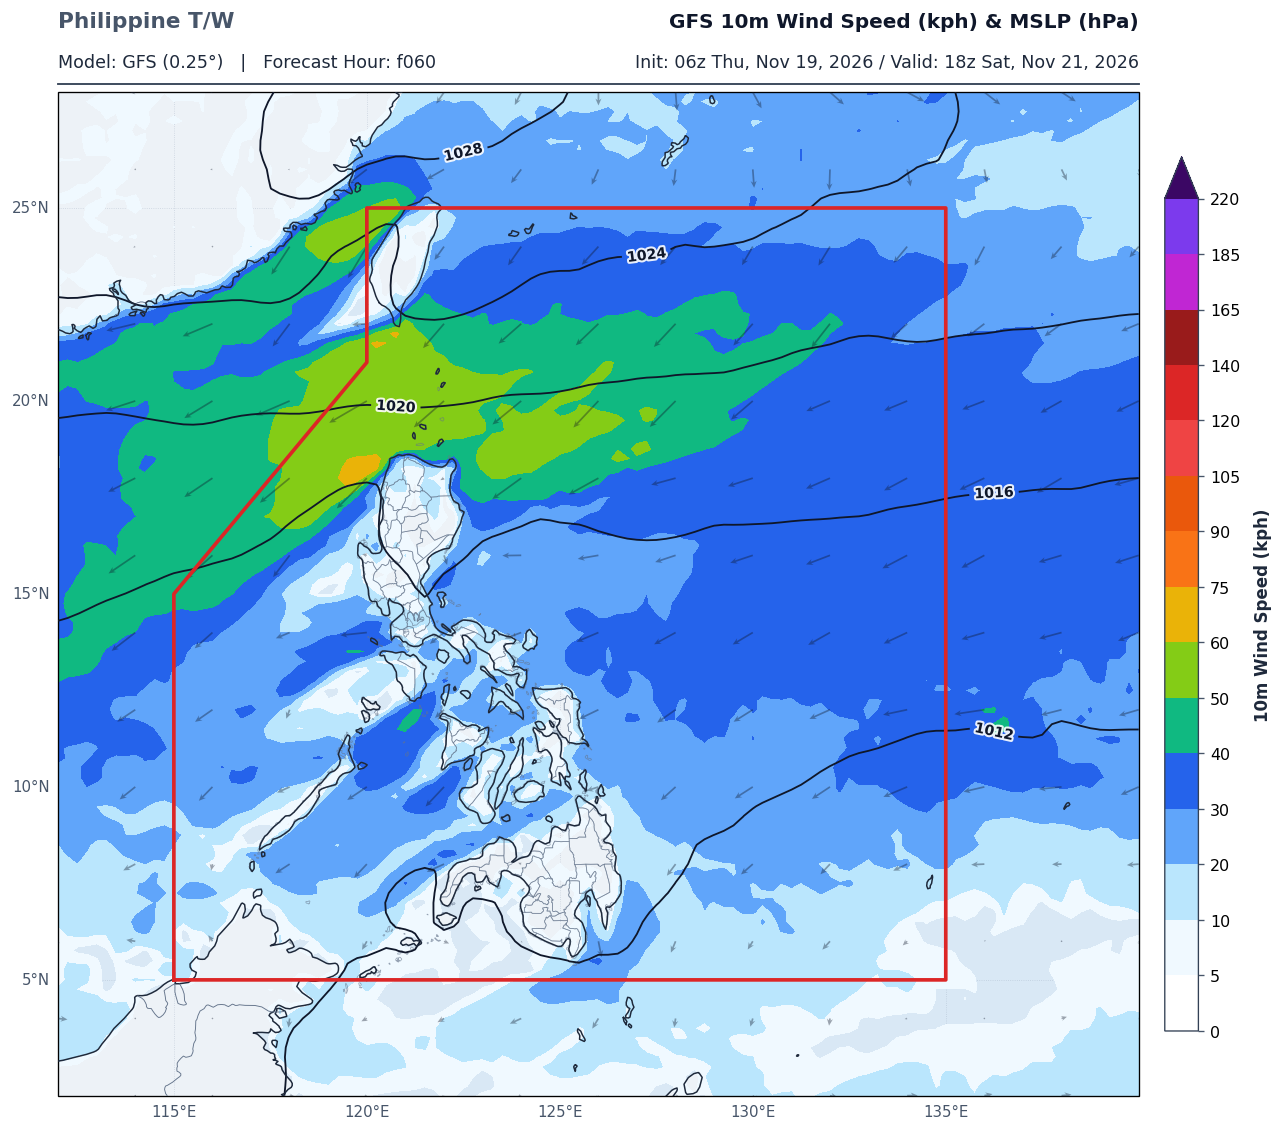 Philippine T/W
GFS 10m Wind Speed (kph) & MSLP (hPa)
Model: GFS (0.25°)   |   Forecast Hour: f060
Init: 06z Thu, Nov 19, 2026 / Valid: 18z Sat, Nov 21, 2026
1028
1024
1020
1016
1012
25°N
20°N
15°N
10°N
5°N
115°E
120°E
125°E
130°E
135°E
220
185
165
140
120
105
90
75
60
50
40
30
20
10
5
0
10m Wind Speed (kph)